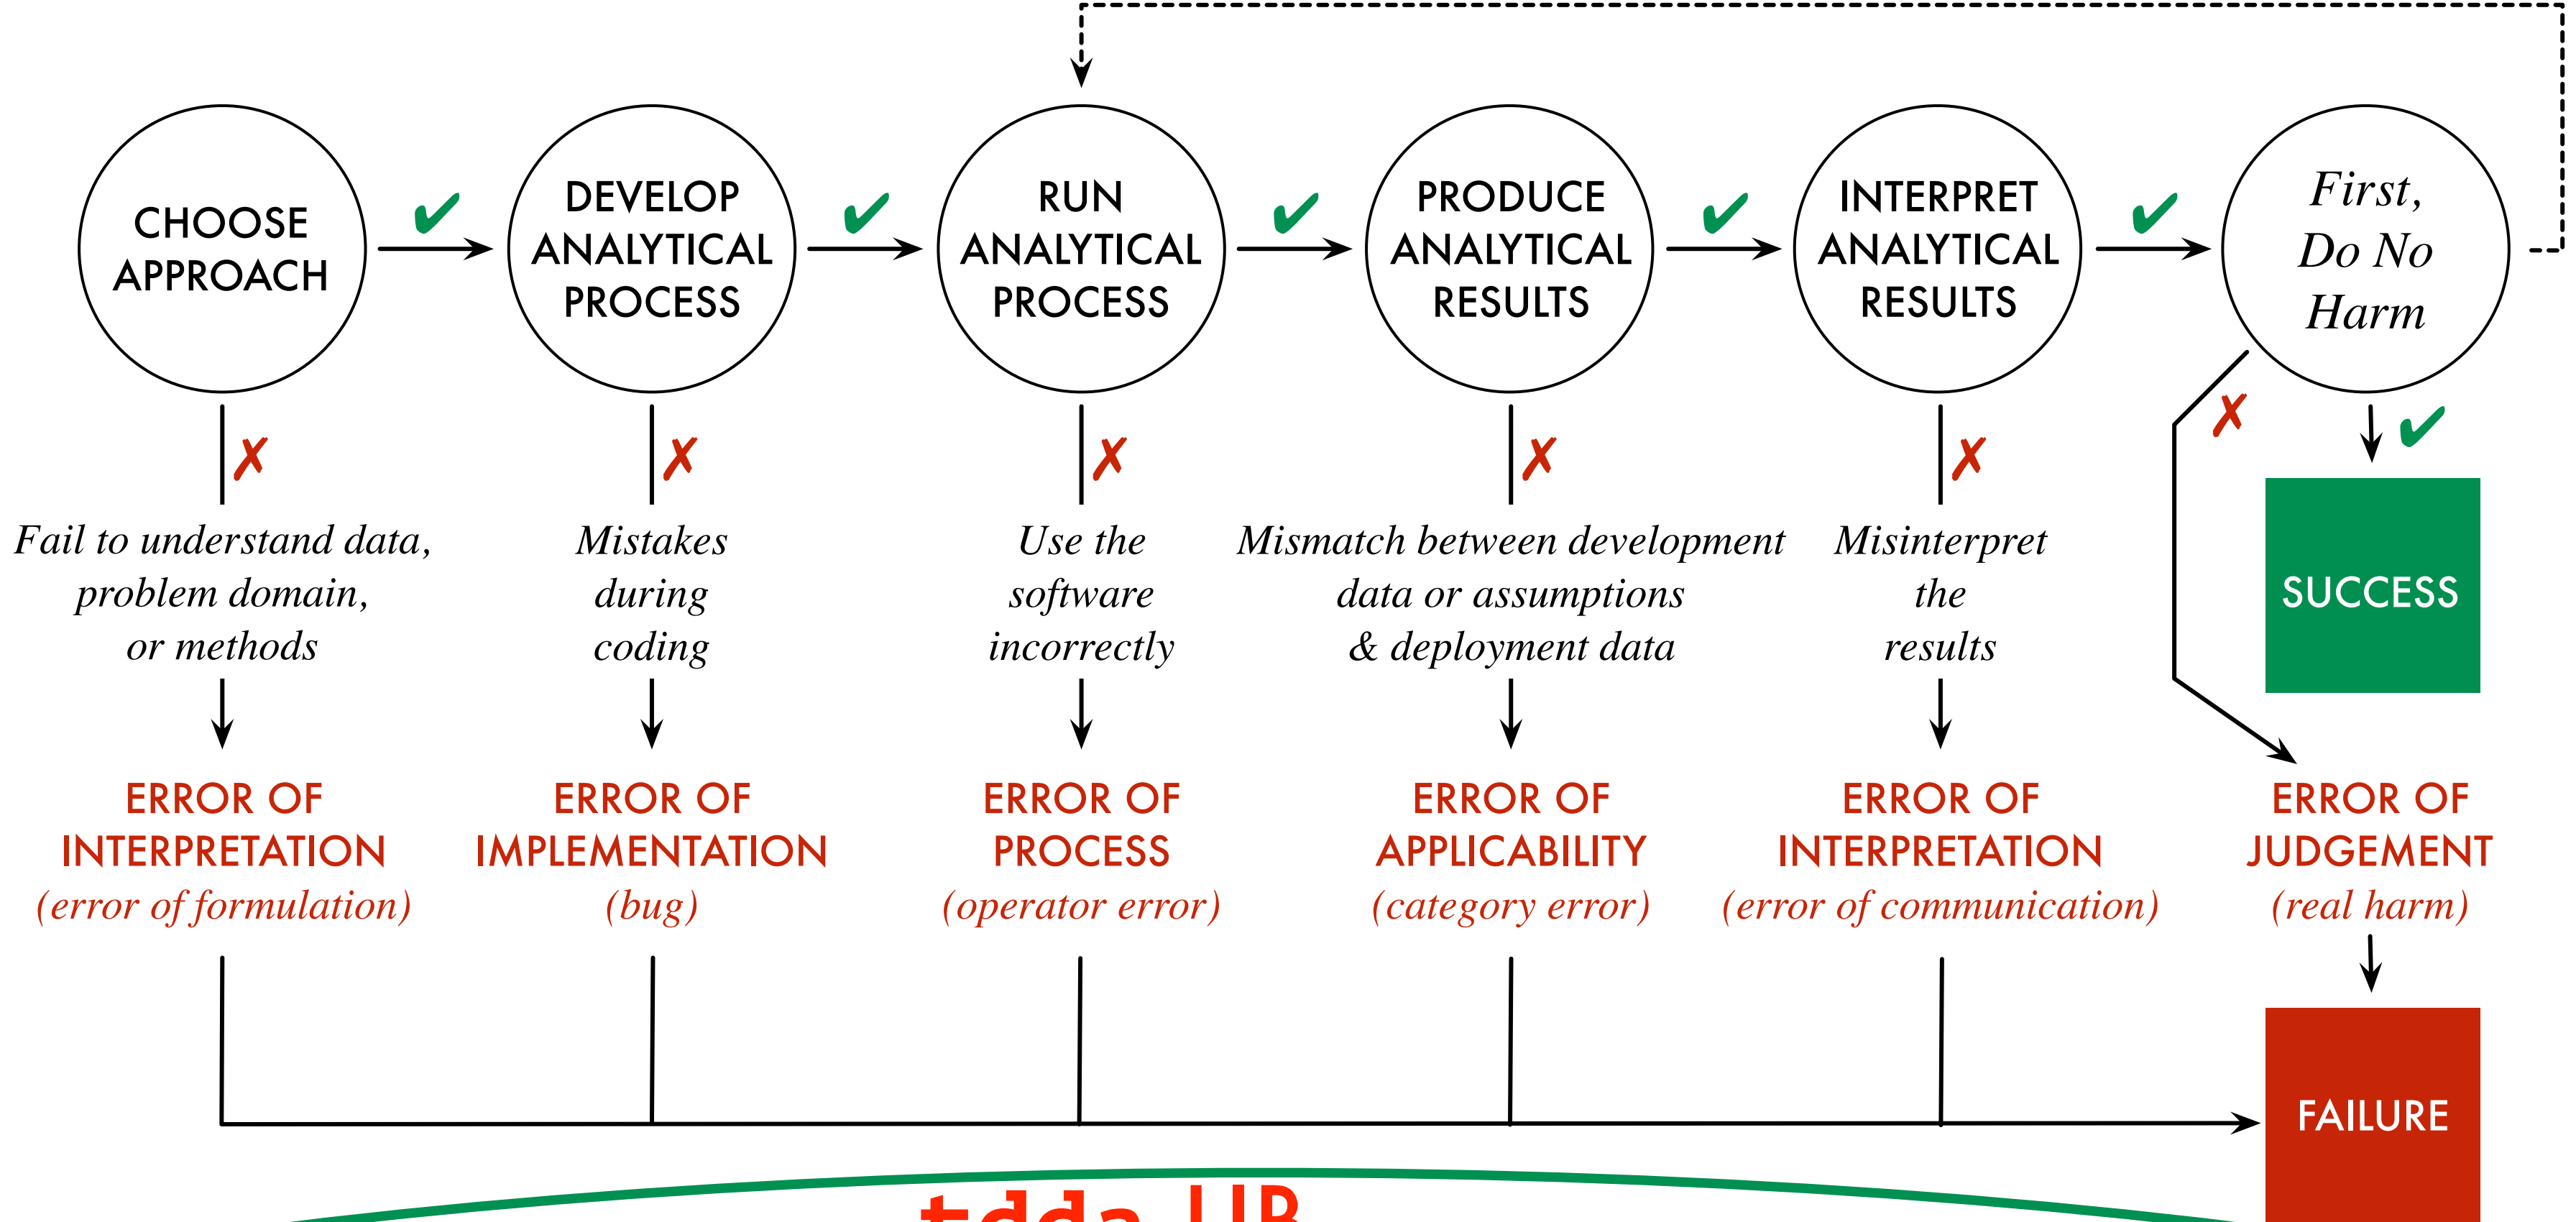 CHOOSE
APPROACH
DEVELOP
ANALYTICAL
PROCESS
RUN
ANALYTICAL
PROCESS
PRODUCE
ANALYTICAL
RESULTS
INTERPRET
ANALYTICAL
RESULTS
First,
Do No
Harm
✔
✔
✔
✔
✔
✗
✗
✗
✗
✗
✗
✔
Fail to understand data,
problem domain,
or methods
Mistakes
during
coding
Use the
software
incorrectly
Mismatch between development
data or assumptions
& deployment data
Misinterpret
the
results
SUCCESS
ERROR OF
INTERPRETATION
(error of formulation)
ERROR OF
IMPLEMENTATION
(bug)
ERROR OF
PROCESS
(operator error)
ERROR OF
APPLICABILITY
(category error)
ERROR OF
INTERPRETATION
(error of communication)
ERROR OF
JUDGEMENT
(real harm)
FAILURE
tdda